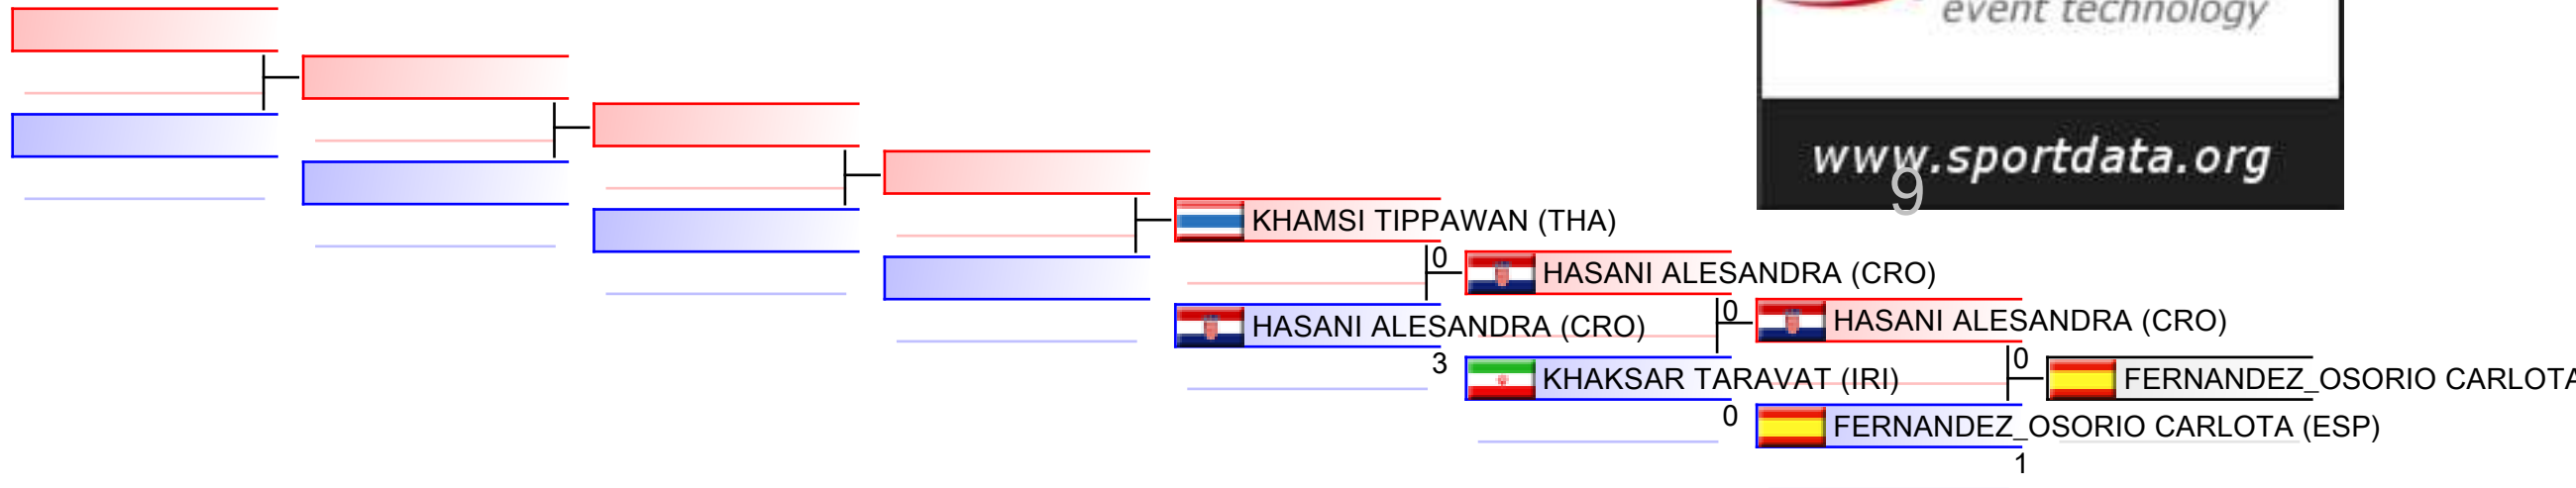 event technology
www.sportdata.org
9
KHAMSI TIPPAWAN (THA)
0
HASANI ALESANDRA (CRO)
0
HASANI ALESANDRA (CRO)
HASANI ALESANDRA (CRO)
3
0
KHAKSAR TARAVAT (IRI)
0
FERNANDEZ_OSORIO CARLOTA
FERNANDEZ_OSORIO CARLOTA (ESP)
1